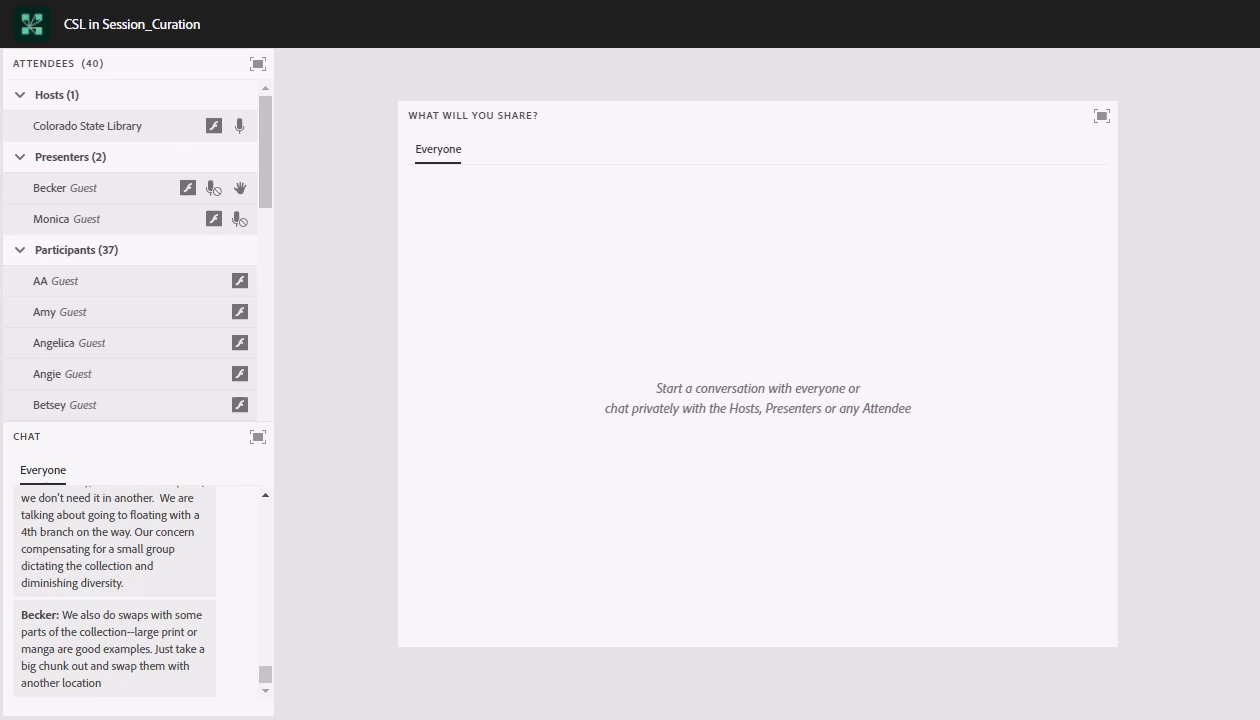 CSL in Session_Curation
ATTENDEES (40)
Hosts (1)
Colorado State Library
Presenters (2)
Becker Guest
Monica Guest
Participants (37)
AA Guest
Amy Guest
Angelica Guest
Angie Guest
Betsey Guest
CHAT
Everyone
we don't need it in another. We are
talking about going to floating with a
4th branch on the way. Our concern
compensating for a small group
dictating the collection and
diminishing diversity.
Becker: We also do swaps with some
parts of the collection--large print or
manga are good examples. Just take a
big chunk out and swap them with
another location
WHAT WILL YOU SHARE?
Everyone
Start a conversation with everyone or
chat privately with the Hosts, Presenters or any Attendee